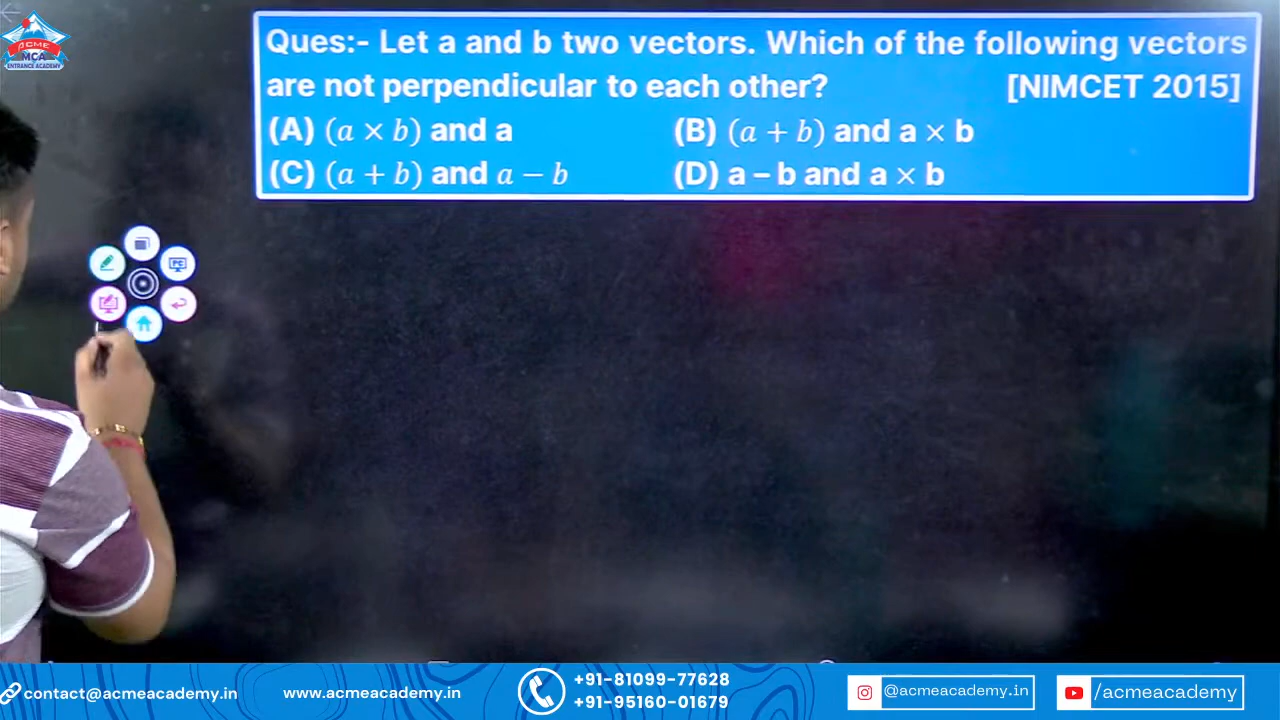 ACME
MCA
ENTRANCE ACADEMY
Ques:- Let a and b two vectors. Which of the following vectors
are not perpendicular to each other? [NIMCET 2015]
(A) (a × b) and a (B) (a + b) and a × b
(C) (a + b) and a − b (D) a – b and a × b
PC
contact@acmeacademy.in www.acmeacademy.in +91-81099-77628 @acmeacademy.in /acmeacademy
+91-95160-01679